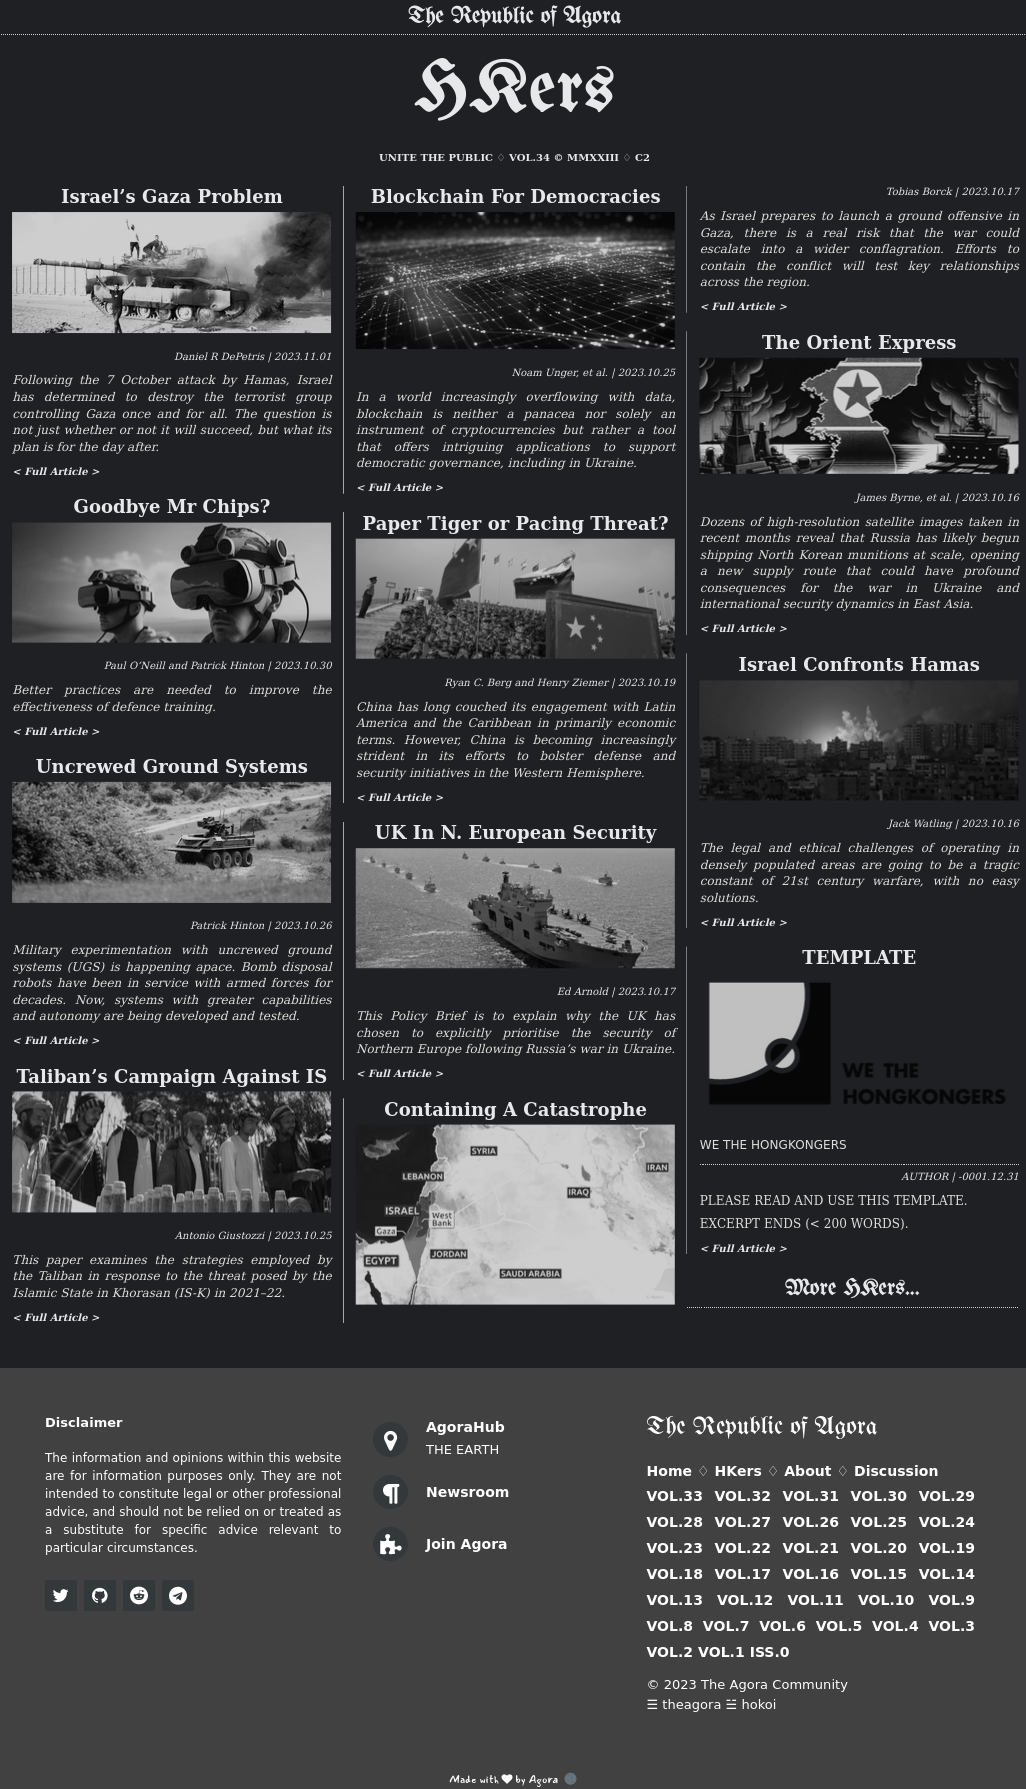 The Republic of Agora
HKers
UNITE THE PUBLIC ♢ VOL.34 © MMXXIII ♢ C2
Israel’s Gaza Problem
Daniel R DePetris | 2023.11.01
Following the 7 October attack by Hamas, Israel
has determined to destroy the terrorist group
controlling Gaza once and for all. The question is
not just whether or not it will succeed, but what its
plan is for the day after.
< Full Article >
Goodbye Mr Chips?
Paul O’Neill and Patrick Hinton | 2023.10.30
Better practices are needed to improve the
effectiveness of defence training.
< Full Article >
Uncrewed Ground Systems
Patrick Hinton | 2023.10.26
Military experimentation with uncrewed ground
systems (UGS) is happening apace. Bomb disposal
robots have been in service with armed forces for
decades. Now, systems with greater capabilities
and autonomy are being developed and tested.
< Full Article >
Taliban’s Campaign Against IS
Antonio Giustozzi | 2023.10.25
This paper examines the strategies employed by
the Taliban in response to the threat posed by the
Islamic State in Khorasan (IS-K) in 2021–22.
< Full Article >
Blockchain For Democracies
Noam Unger, et al. | 2023.10.25
In a world increasingly overflowing with data,
blockchain is neither a panacea nor solely an
instrument of cryptocurrencies but rather a tool
that offers intriguing applications to support
democratic governance, including in Ukraine.
< Full Article >
Paper Tiger or Pacing Threat?
Ryan C. Berg and Henry Ziemer | 2023.10.19
China has long couched its engagement with Latin
America and the Caribbean in primarily economic
terms. However, China is becoming increasingly
strident in its efforts to bolster defense and
security initiatives in the Western Hemisphere.
< Full Article >
UK In N. European Security
Ed Arnold | 2023.10.17
This Policy Brief is to explain why the UK has
chosen to explicitly prioritise the security of
Northern Europe following Russia’s war in Ukraine.
< Full Article >
Containing A Catastrophe
SYRIA
LEBANON
IRAN
IRAQ
ISRAEL
West
Bank
Gaza
JORDAN
EGYPT
SAUDI ARABIA
Tobias Borck | 2023.10.17
As Israel prepares to launch a ground offensive in
Gaza, there is a real risk that the war could
escalate into a wider conflagration. Efforts to
contain the conflict will test key relationships
across the region.
< Full Article >
The Orient Express
James Byrne, et al. | 2023.10.16
Dozens of high-resolution satellite images taken in
recent months reveal that Russia has likely begun
shipping North Korean munitions at scale, opening
a new supply route that could have profound
consequences for the war in Ukraine and
international security dynamics in East Asia.
< Full Article >
Israel Confronts Hamas
Jack Watling | 2023.10.16
The legal and ethical challenges of operating in
densely populated areas are going to be a tragic
constant of 21st century warfare, with no easy
solutions.
< Full Article >
TEMPLATE
WE THE
HONGKONGERS
WE THE HONGKONGERS
AUTHOR | -0001.12.31
PLEASE READ AND USE THIS TEMPLATE.
EXCERPT ENDS (< 200 WORDS).
< Full Article >
More HKers...
Disclaimer
The information and opinions within this website
are for information purposes only. They are not
intended to constitute legal or other professional
advice, and should not be relied on or treated as
a substitute for specific advice relevant to
particular circumstances.
AgoraHub
THE EARTH
Newsroom
Join Agora
The Republic of Agora
Home ♢ HKers ♢ About ♢ Discussion
VOL.33 VOL.32 VOL.31 VOL.30 VOL.29
VOL.28 VOL.27 VOL.26 VOL.25 VOL.24
VOL.23 VOL.22 VOL.21 VOL.20 VOL.19
VOL.18 VOL.17 VOL.16 VOL.15 VOL.14
VOL.13 VOL.12 VOL.11 VOL.10 VOL.9
VOL.8 VOL.7 VOL.6 VOL.5 VOL.4 VOL.3
VOL.2 VOL.1 ISS.0
© 2023 The Agora Community
☰ theagora ☱ hokoi
Made with ♥ by Agora